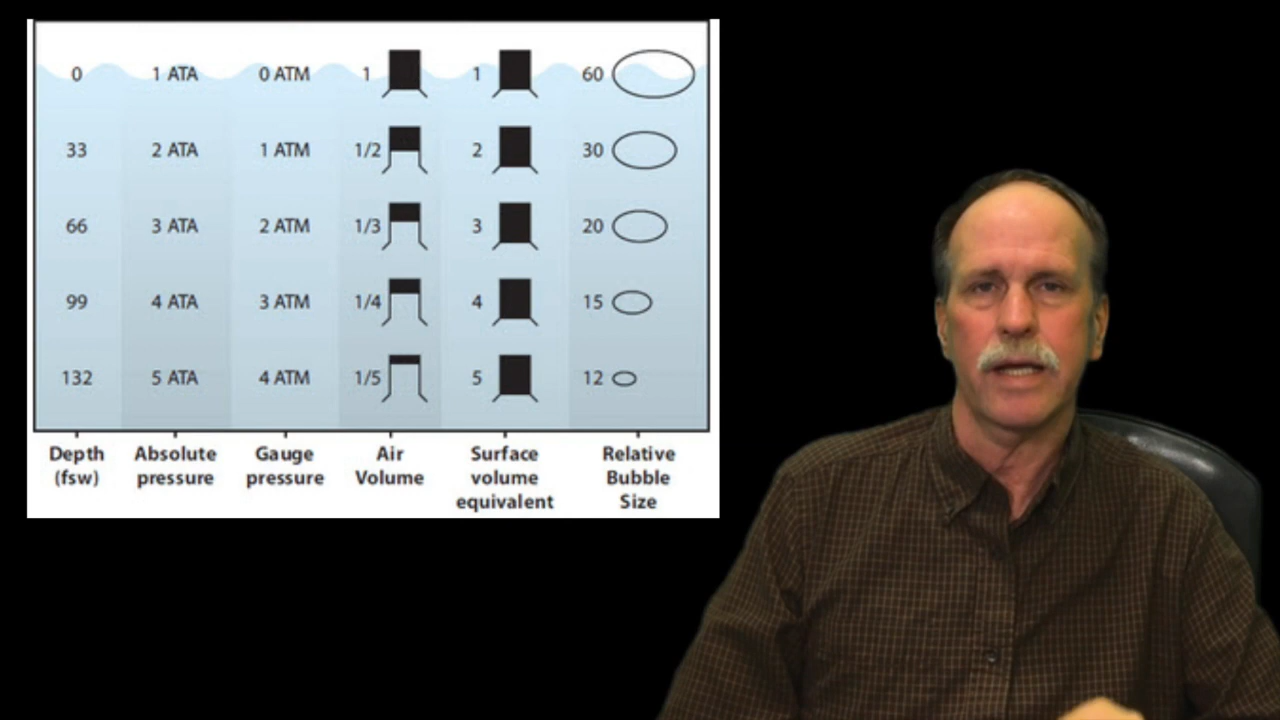 0 1 ATA 0 ATM 1 1 60
33 2 ATA 1 ATM 1/2 2 30
66 3 ATA 2 ATM 1/3 3 20
99 4 ATA 3 ATM 1/4 4 15
132 5 ATA 4 ATM 1/5 5 12
Depth Absolute Gauge Air Surface Relative
(fsw) pressure pressure Volume volume Bubble
equivalent Size